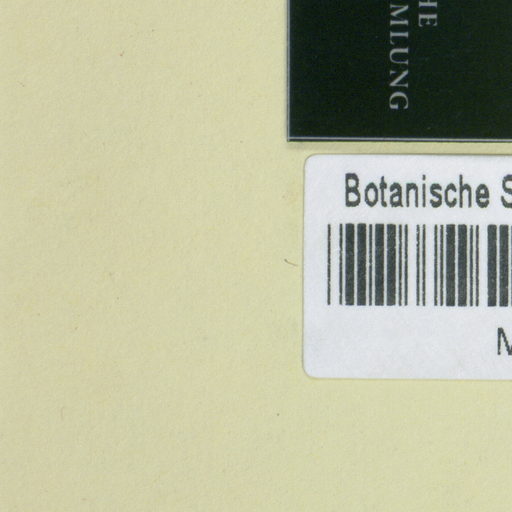 HE
MLUNG
Botanische S